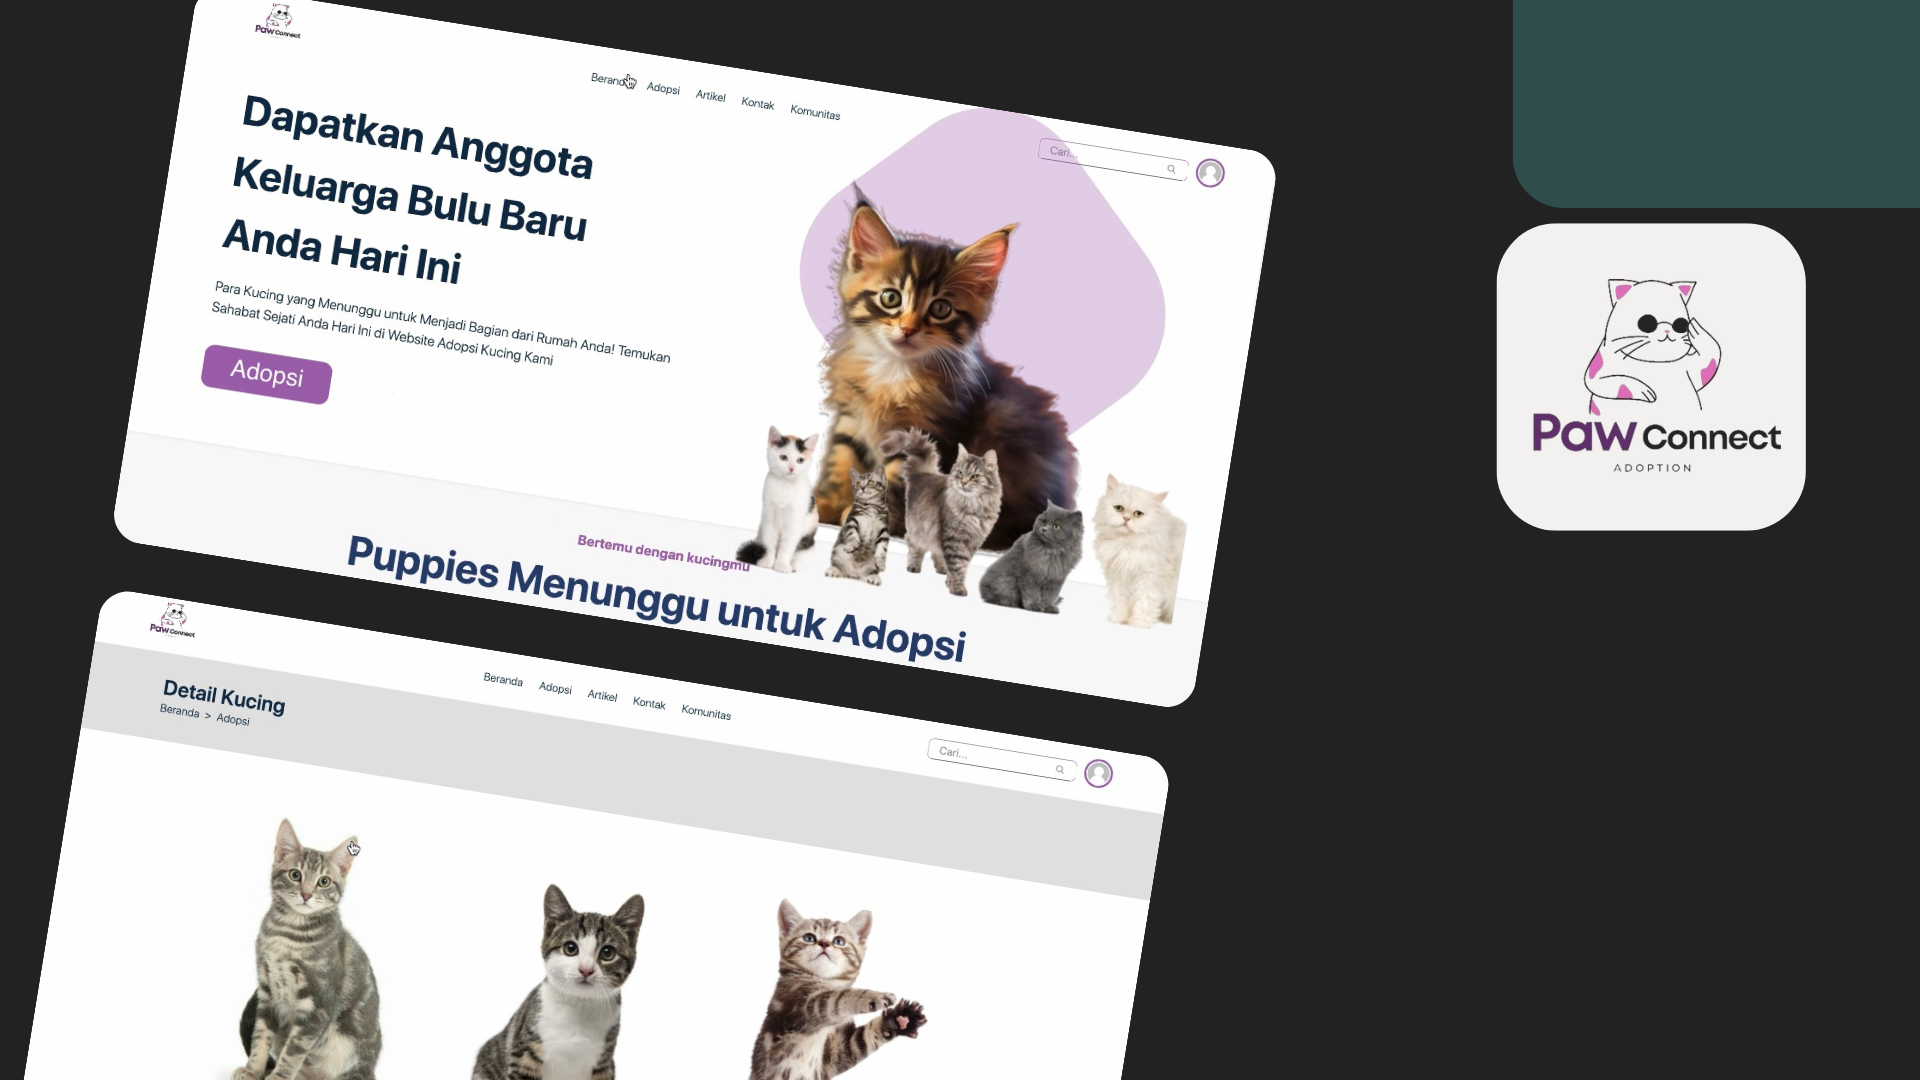 Paw Connect
Beranda Adopsi Artikel Kontak Komunitas
Cari...
Dapatkan Anggota
Keluarga Bulu Baru
Anda Hari Ini
Para Kucing yang Menunggu untuk Menjadi Bagian dari Rumah Anda! Temukan
Sahabat Sejati Anda Hari Ini di Website Adopsi Kucing Kami
Adopsi
Bertemu dengan kucingmu
Puppies Menunggu untuk Adopsi
Paw Connect
ADOPTION
Paw Connect
Beranda Adopsi Artikel Kontak Komunitas
Cari...
Detail Kucing
Beranda > Adopsi